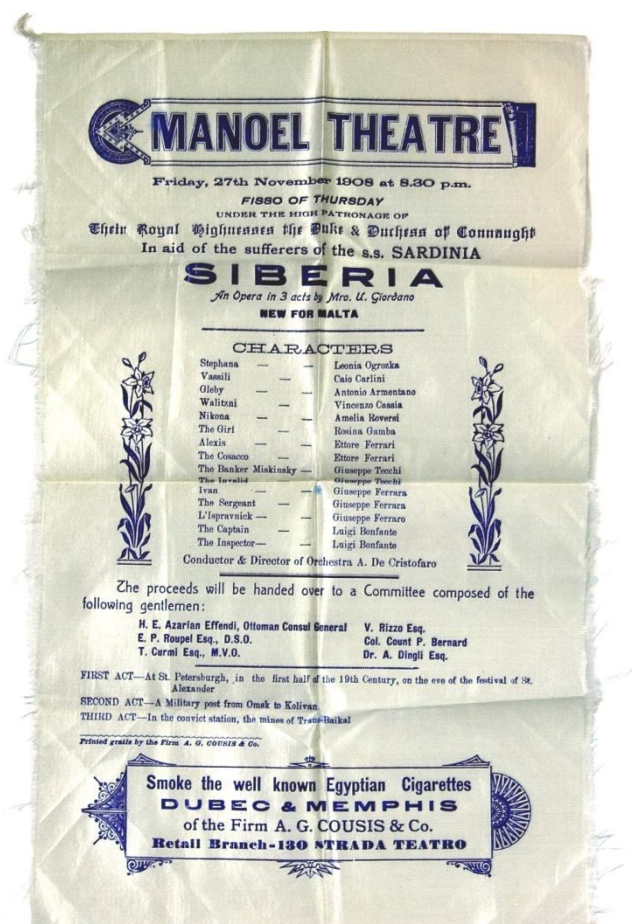 MANOEL THEATRE
Friday, 27th November 1908 at 8.30 p.m.
FISSO OF THURSDAY
UNDER THE HIGH PATRONAGE OF
Their Royal Highnesses the Duke & Duchess of Connaught
In aid of the sufferers of the s.s. SARDINIA
SIBERIA
An Opera in 3 acts by Mro. U. Giordano
NEW FOR MALTA
CHARACTERS
Stephana — — Leonia Ogrozka
Vassili — Caio Carlini
Gleby — — Antonio Armentano
Walitzni — Vincenzo Cassia
Nikona — — Amelia Roversi
The Girl — Rosina Gamba
Alexis — — Ettore Ferrari
The Cosacco — Ettore Ferrari
The Banker Miskinsky — Giuseppe Tecchi
The Invalid Giuseppe Tecchi
Ivan — — Giuseppe Ferrara
The Sergeant — Giuseppe Ferrara
L'Ispravnick — — Giuseppe Ferraro
The Captain — Luigi Bonfante
The Inspector — — Luigi Bonfante
Conductor & Director of Orchestra A. De Cristofaro
The proceeds will be handed over to a Committee composed of the
following gentlemen:
H. E. Azarian Effendi, Ottoman Consul General V. Rizzo Esq.
E. P. Roupel Esq., D.S.O. Col. Count P. Bernard
T. Curmi Esq., M.V.O. Dr. A. Dingli Esq.
FIRST ACT—At St. Petersburgh, in the first half of the 19th Century, on the eve of the festival of St.
Alexander
SECOND ACT—A Military post from Omsk to Kolivan
THIRD ACT—In the convict station, the mines of Trans-Baikal
Printed gratis by the Firm A. G. COUSIS & Co.
Smoke the well known Egyptian Cigarettes
DUBEC & MEMPHIS
of the Firm A. G. COUSIS & Co.
Retail Branch-130 STRADA TEATRO